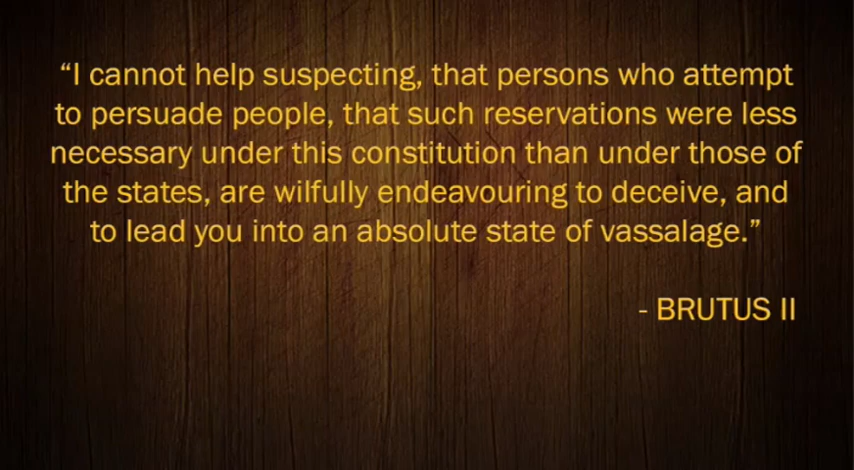 “I cannot help suspecting, that persons who attempt
to persuade people, that such reservations were less
necessary under this constitution than under those of
the states, are wilfully endeavouring to deceive, and
to lead you into an absolute state of vassalage.”
- BRUTUS II